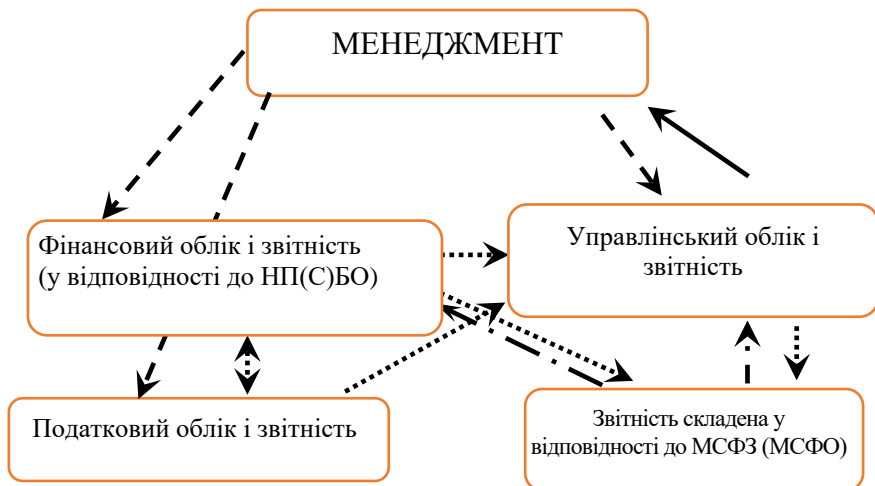 МЕНЕДЖМЕНТ
Фінансовий облік і звітність
(у відповідності до НП(С)БО)
Управлінський облік і
звітність
Податковий облік і звітність
Звітність складена у
відповідності до МСФЗ (МСФО)